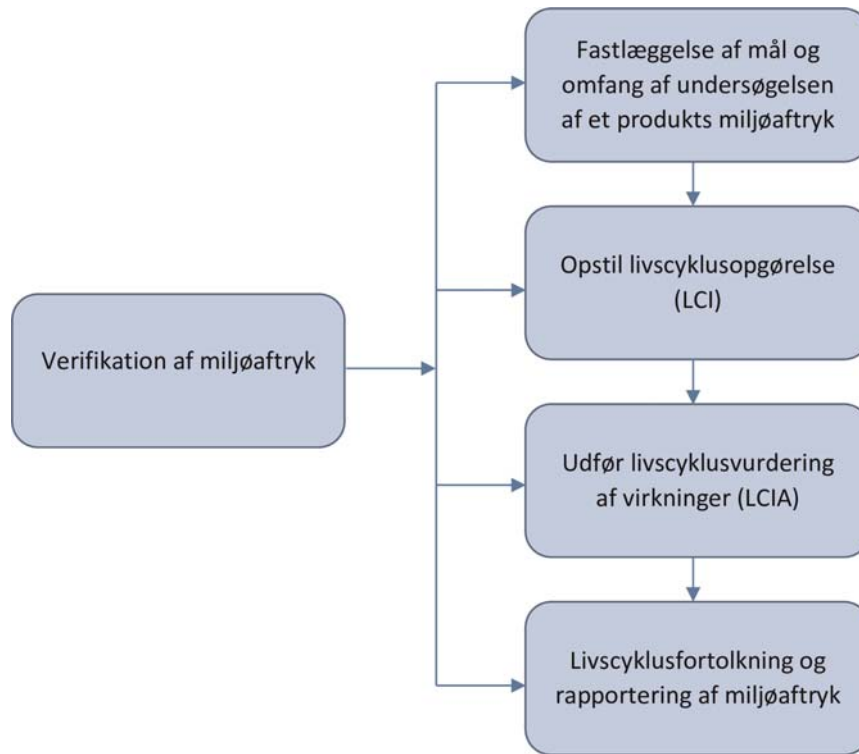 Fastlæggelse af mål og
omfang af undersøgelsen
af et produkts miljøaftryk
Opstil livscyklusopgørelse
(LCI)
Verifikation af miljøaftryk
Udfør livscyklusvurdering
af virkninger (LCIA)
Livscyklusfortolkning og
rapportering af miljøaftryk